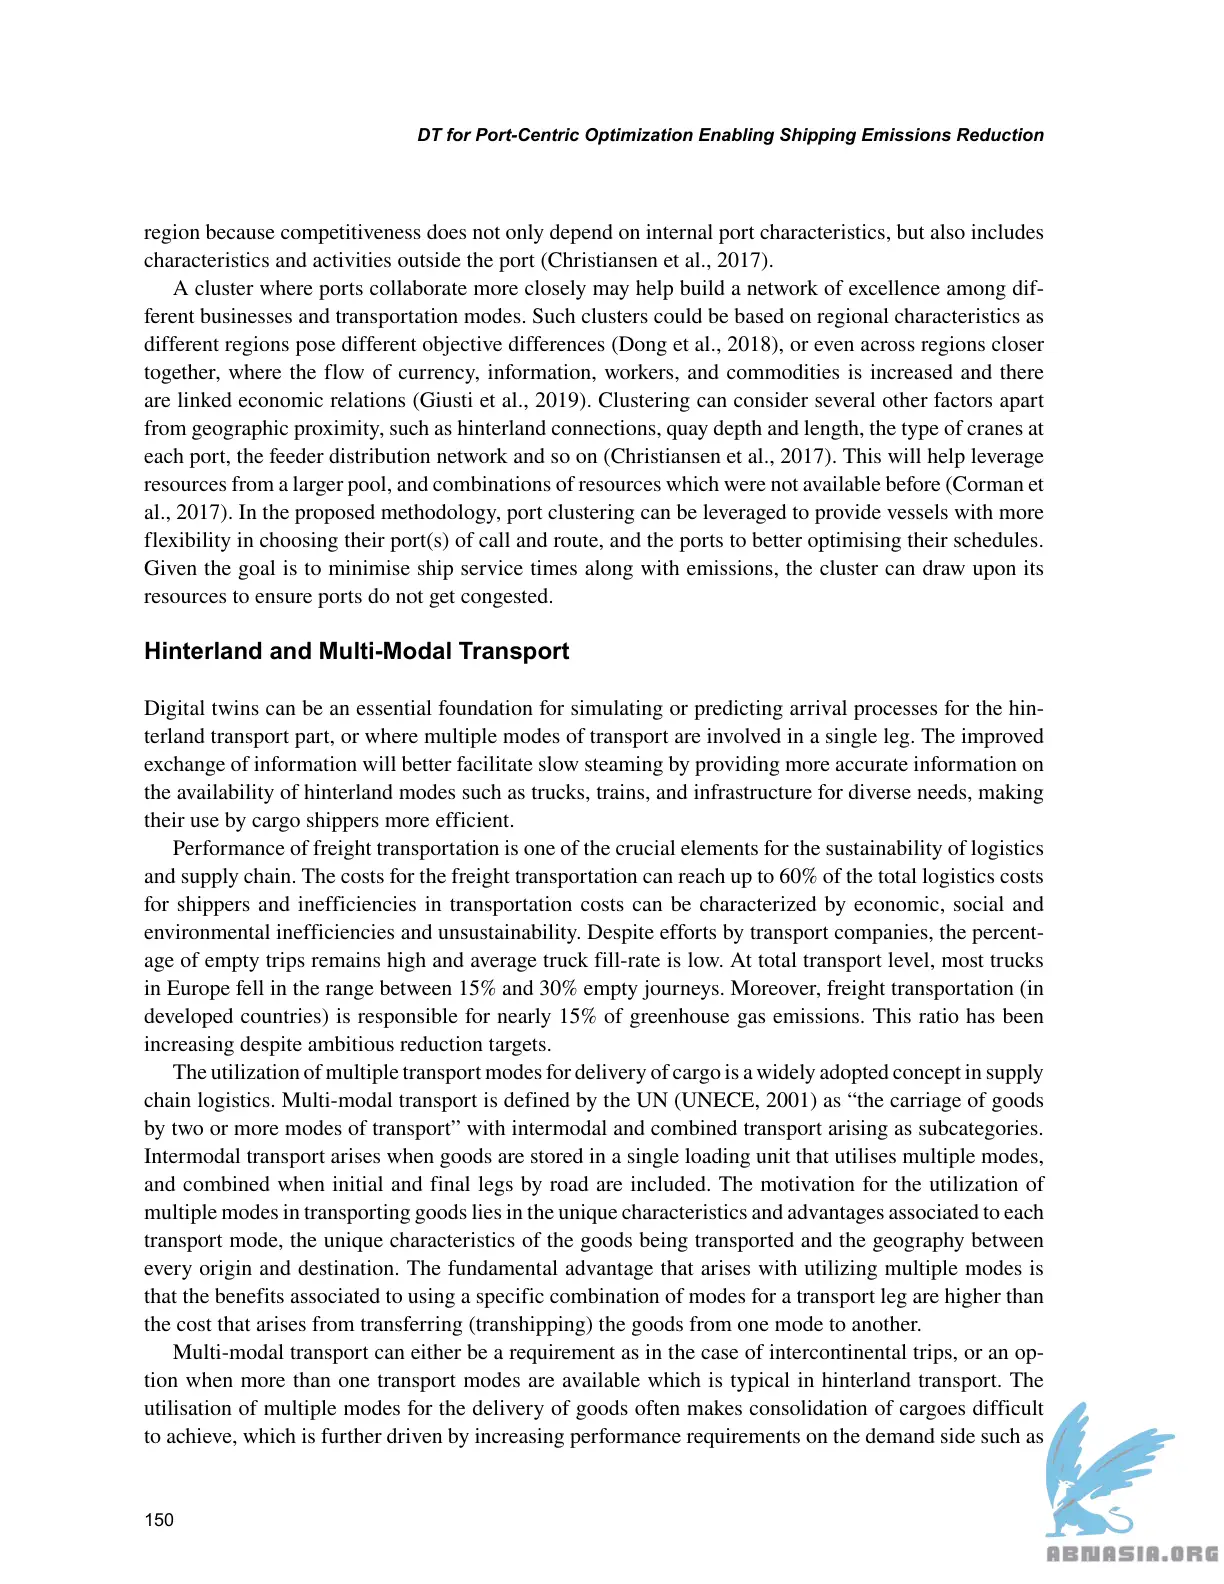 DT for Port-Centric Optimization Enabling Shipping Emissions Reduction
region because competitiveness does not only depend on internal port characteristics, but also includes
characteristics and activities outside the port (Christiansen et al., 2017).
A cluster where ports collaborate more closely may help build a network of excellence among dif-
ferent businesses and transportation modes. Such clusters could be based on regional characteristics as
different regions pose different objective differences (Dong et al., 2018), or even across regions closer
together, where the flow of currency, information, workers, and commodities is increased and there
are linked economic relations (Giusti et al., 2019). Clustering can consider several other factors apart
from geographic proximity, such as hinterland connections, quay depth and length, the type of cranes at
each port, the feeder distribution network and so on (Christiansen et al., 2017). This will help leverage
resources from a larger pool, and combinations of resources which were not available before (Corman et
al., 2017). In the proposed methodology, port clustering can be leveraged to provide vessels with more
flexibility in choosing their port(s) of call and route, and the ports to better optimising their schedules.
Given the goal is to minimise ship service times along with emissions, the cluster can draw upon its
resources to ensure ports do not get congested.
Hinterland and Multi-Modal Transport
Digital twins can be an essential foundation for simulating or predicting arrival processes for the hin-
terland transport part, or where multiple modes of transport are involved in a single leg. The improved
exchange of information will better facilitate slow steaming by providing more accurate information on
the availability of hinterland modes such as trucks, trains, and infrastructure for diverse needs, making
their use by cargo shippers more efficient.
Performance of freight transportation is one of the crucial elements for the sustainability of logistics
and supply chain. The costs for the freight transportation can reach up to 60% of the total logistics costs
for shippers and inefficiencies in transportation costs can be characterized by economic, social and
environmental inefficiencies and unsustainability. Despite efforts by transport companies, the percent-
age of empty trips remains high and average truck fill-rate is low. At total transport level, most trucks
in Europe fell in the range between 15% and 30% empty journeys. Moreover, freight transportation (in
developed countries) is responsible for nearly 15% of greenhouse gas emissions. This ratio has been
increasing despite ambitious reduction targets.
The utilization of multiple transport modes for delivery of cargo is a widely adopted concept in supply
chain logistics. Multi-modal transport is defined by the UN (UNECE, 2001) as “the carriage of goods
by two or more modes of transport” with intermodal and combined transport arising as subcategories.
Intermodal transport arises when goods are stored in a single loading unit that utilises multiple modes,
and combined when initial and final legs by road are included. The motivation for the utilization of
multiple modes in transporting goods lies in the unique characteristics and advantages associated to each
transport mode, the unique characteristics of the goods being transported and the geography between
every origin and destination. The fundamental advantage that arises with utilizing multiple modes is
that the benefits associated to using a specific combination of modes for a transport leg are higher than
the cost that arises from transferring (transhipping) the goods from one mode to another.
Multi-modal transport can either be a requirement as in the case of intercontinental trips, or an op-
tion when more than one transport modes are available which is typical in hinterland transport. The
utilisation of multiple modes for the delivery of goods often makes consolidation of cargoes difficult
to achieve, which is further driven by increasing performance requirements on the demand side such as
150
ABNASIA.ORG